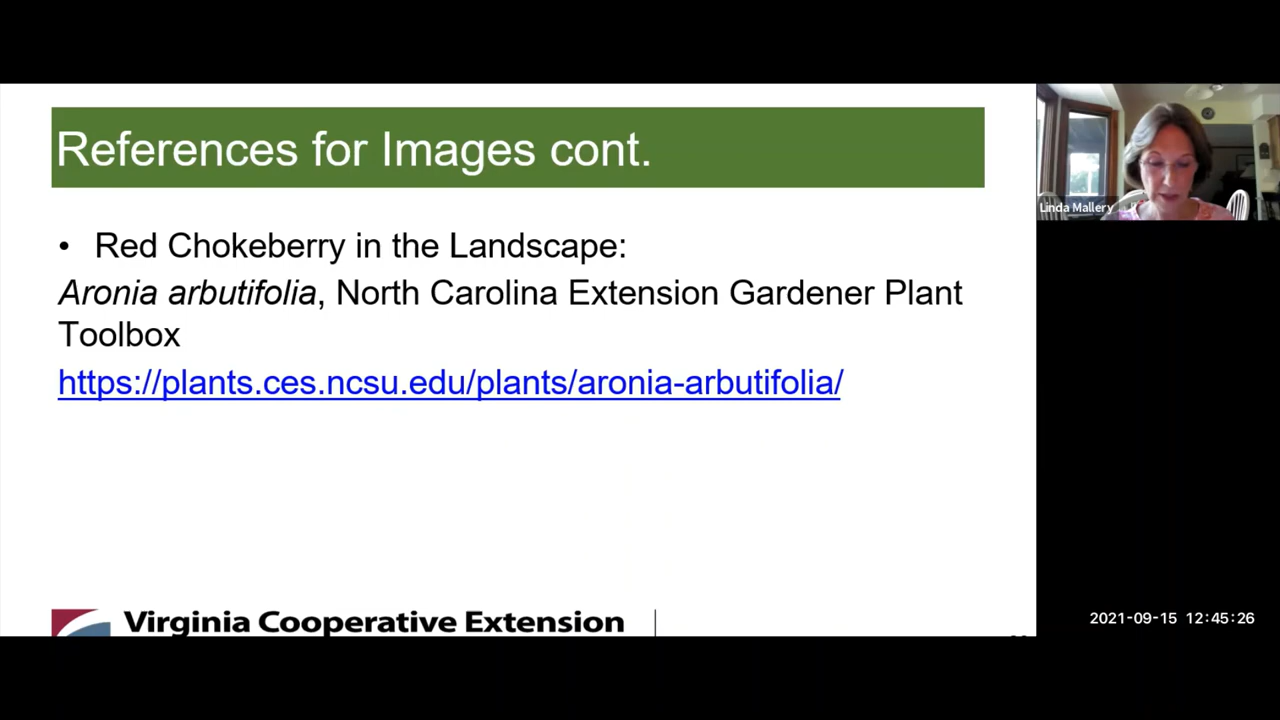 References for Images cont.
• Red Chokeberry in the Landscape:
Aronia arbutifolia, North Carolina Extension Gardener Plant
Toolbox
https://plants.ces.ncsu.edu/plants/aronia-arbutifolia/
Virginia Cooperative Extension
Linda Mallery
2021-09-15 12:45:26